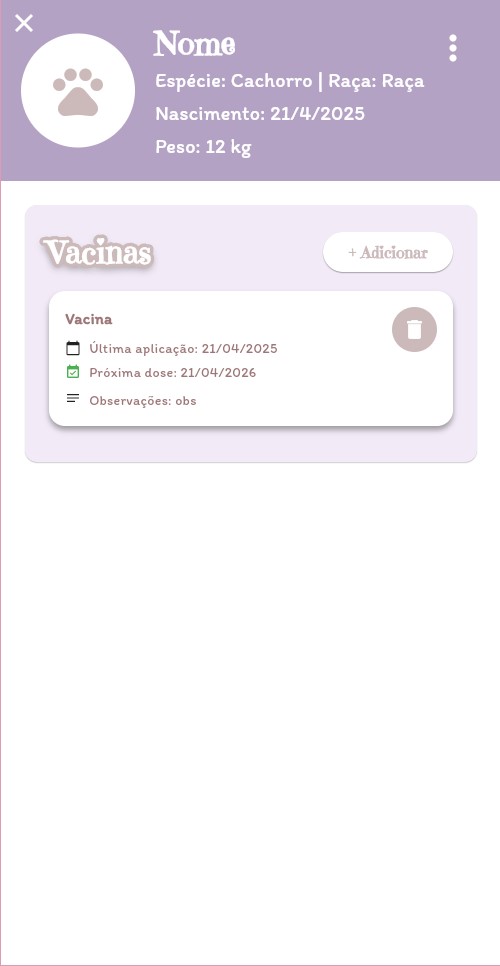 Nome
Espécie: Cachorro | Raça: Raça
Nascimento: 21/4/2025
Peso: 12 kg
Vacinas
+ Adicionar
Vacina
Última aplicação: 21/04/2025
Próxima dose: 21/04/2026
Observações: obs